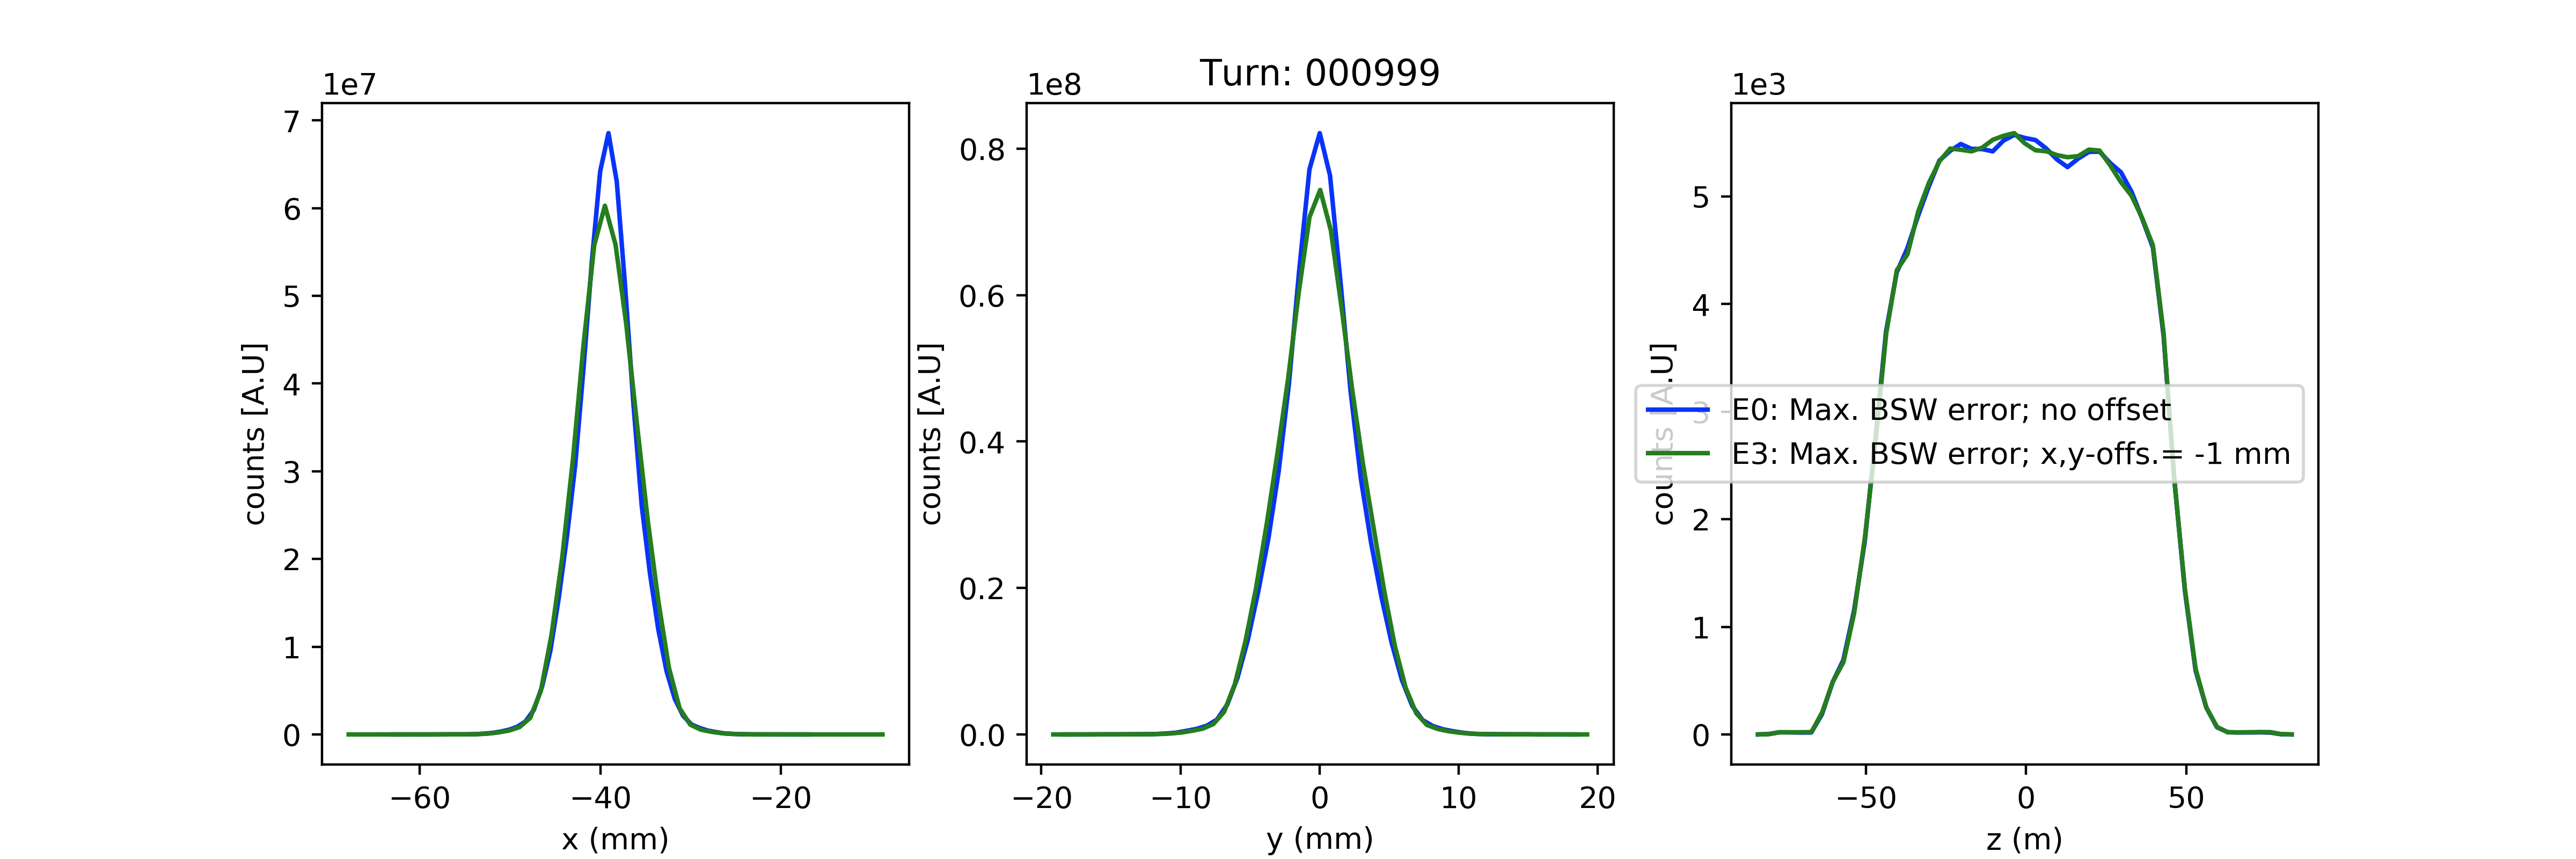 Turn: 000999
1e7
7
6
5
4
3
2
1
0
counts [A.U]
−60 −40 −20
x (mm)
1e8
0.8
0.6
0.4
0.2
0.0
counts [A.U]
−20 −10 0 10 20
y (mm)
1e3
5
4
3
2
1
0
counts [A.U]
−50 0 50
z (m)
E0: Max. BSW error; no offset
E3: Max. BSW error; x,y-offs.= -1 mm